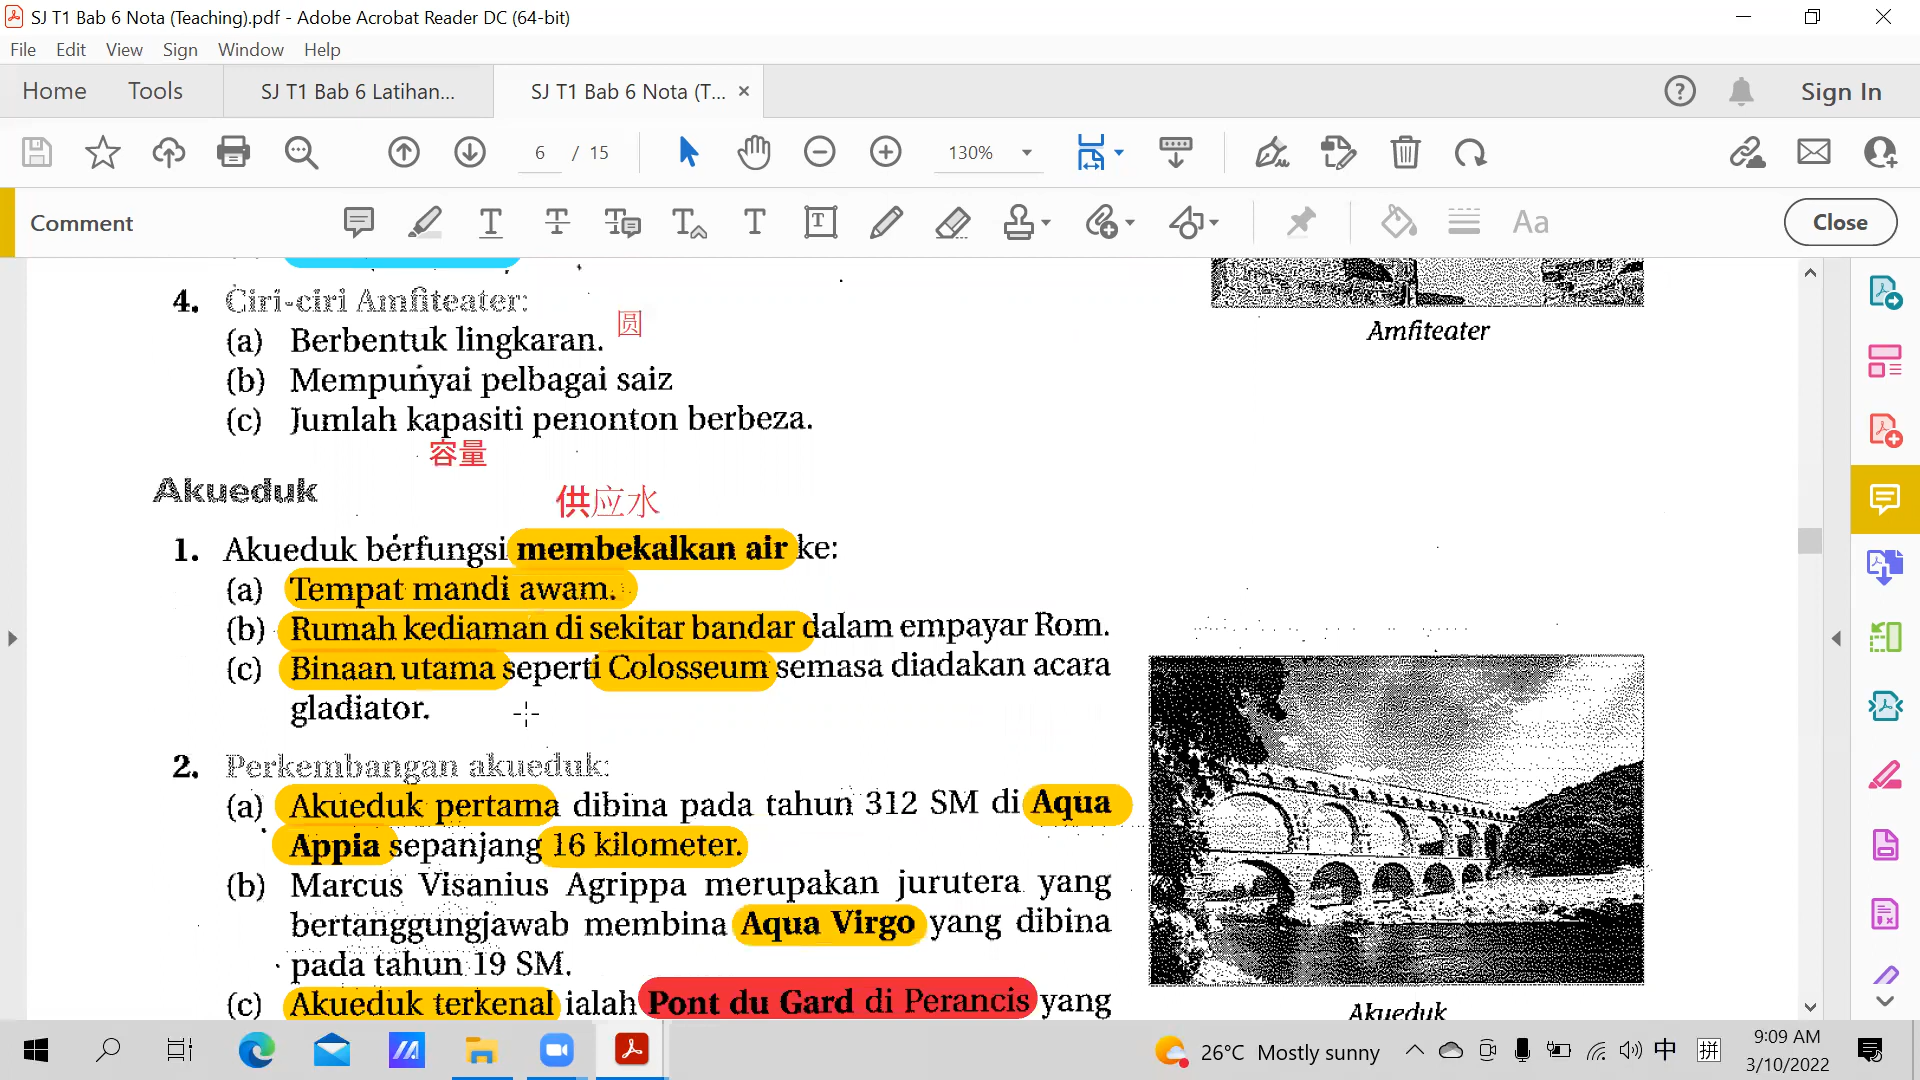 SJ T1 Bab 6 Nota (Teaching).pdf - Adobe Acrobat Reader DC (64-bit)
File Edit View Sign Window Help
Home Tools SJ T1 Bab 6 Latihan... SJ T1 Bab 6 Nota (T... × Sign In
6 / 15 130%
Comment Close
4. Ciri-ciri Amfiteater:
圆
(a) Berbentuk lingkaran.
(b) Mempunyai pelbagai saiz
(c) Jumlah kapasiti penonton berbeza.
容量
Amfiteater
Akueduk
供应水
1. Akueduk berfungsi membekalkan air ke:
(a) Tempat mandi awam.
(b) Rumah kediaman di sekitar bandar dalam empayar Rom.
(c) Binaan utama seperti Colosseum semasa diadakan acara
gladiator.
2. Perkembangan akueduk:
(a) Akueduk pertama dibina pada tahun 312 SM di Aqua
Appia sepanjang 16 kilometer.
(b) Marcus Visanius Agrippa merupakan jurutera yang
bertanggungjawab membina Aqua Virgo yang dibina
pada tahun 19 SM.
(c) Akueduk terkenal ialah Pont du Gard di Perancis yang
Akueduk
26°C Mostly sunny 中 拼 9:09 AM
3/10/2022